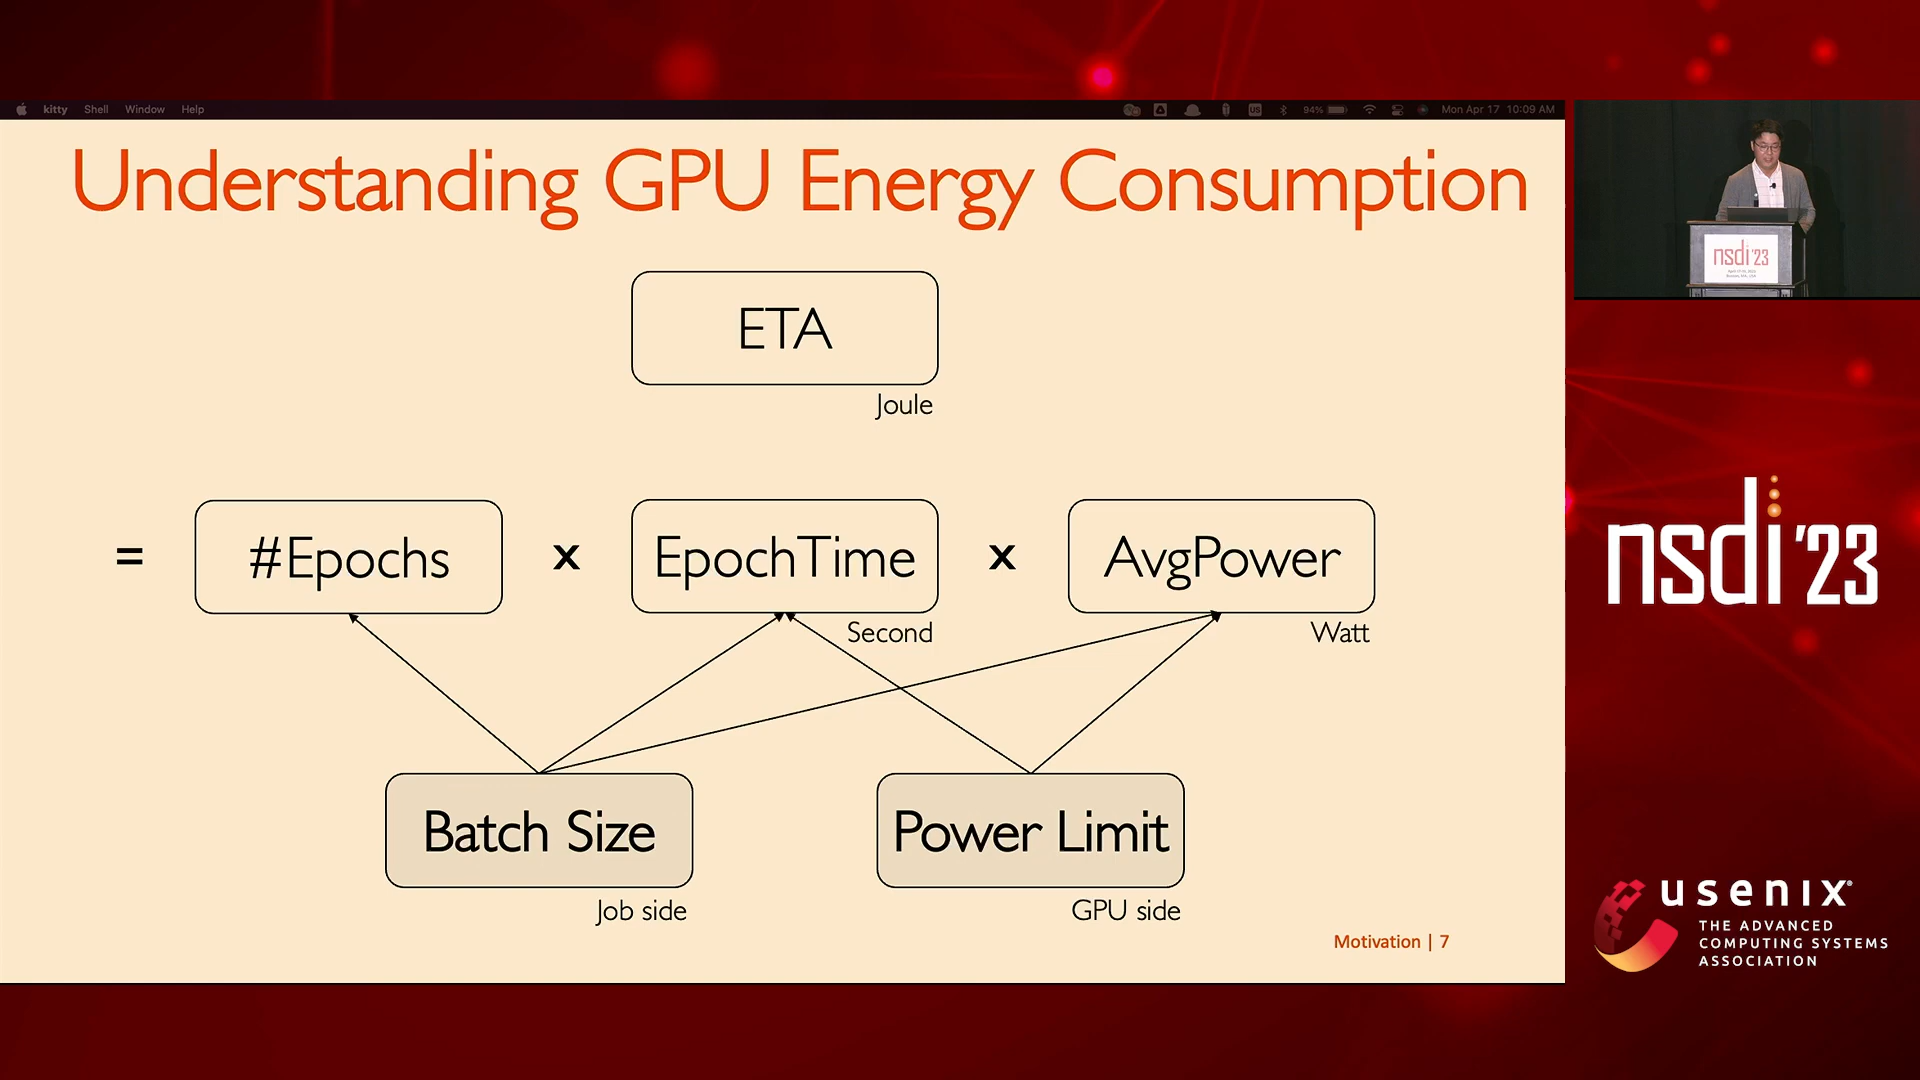 kitty Shell Window Help
94% Mon Apr 17 10:09 AM
Understanding GPU Energy Consumption
ETA
Joule
= #Epochs x EpochTime x AvgPower
Second
Watt
Batch Size
Power Limit
Job side
GPU side
Motivation | 7
nsdi '23
nsdi '23
usenix®
THE ADVANCED
COMPUTING SYSTEMS
ASSOCIATION